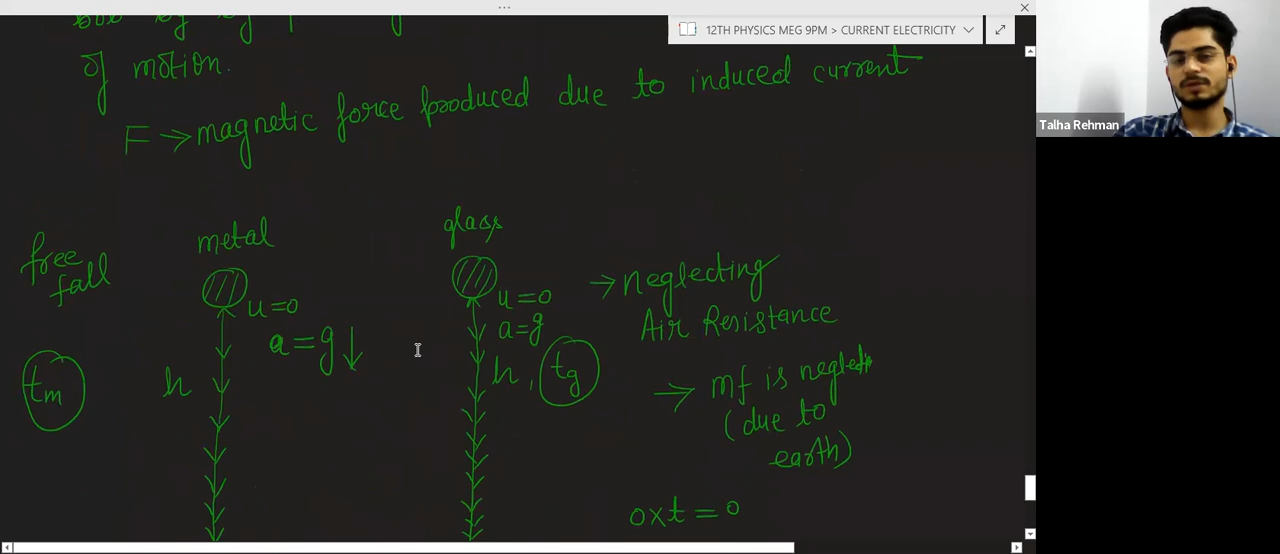 12TH PHYSICS MEG 9PM > CURRENT ELECTRICITY
Talha Rehman
of motion.
F → magnetic force produced due to induced current
free fall
metal
u=0
a = g↓
h
tm
glass
u=0
a=g
h, tg
→ neglecting
Air Resistance
→ mf is neglect
(due to
earth)
0xt = 0